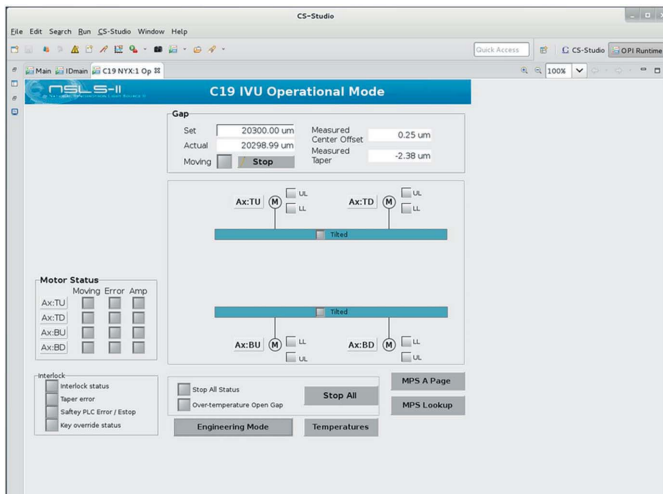 CS-Studio
File Edit Search Run CS-Studio Window Help
Quick Access CS-Studio OPI Runtime
Main IDmain C19 NYX:1 Op 100%
NSLS-II C19 IVU Operational Mode
Gap
Set 20300.00 um Measured Center Offset 0.25 um
Actual 20298.99 um Measured Taper -2.38 um
Moving Stop
UL UL
Ax:TU M Ax:TD M
LL LL
Tilted
Motor Status
Moving Error Amp
Ax:TU
Ax:TD
Ax:BU
Ax:BD
Tilted
LL LL
Ax:BU M Ax:BD M
UL UL
Interlock
Interlock status
Taper error
Saftey PLC Error / Estop
Key override status
Stop All Status
Over-temperature Open Gap
Stop All
MPS A Page
MPS Lookup
Engineering Mode Temperatures